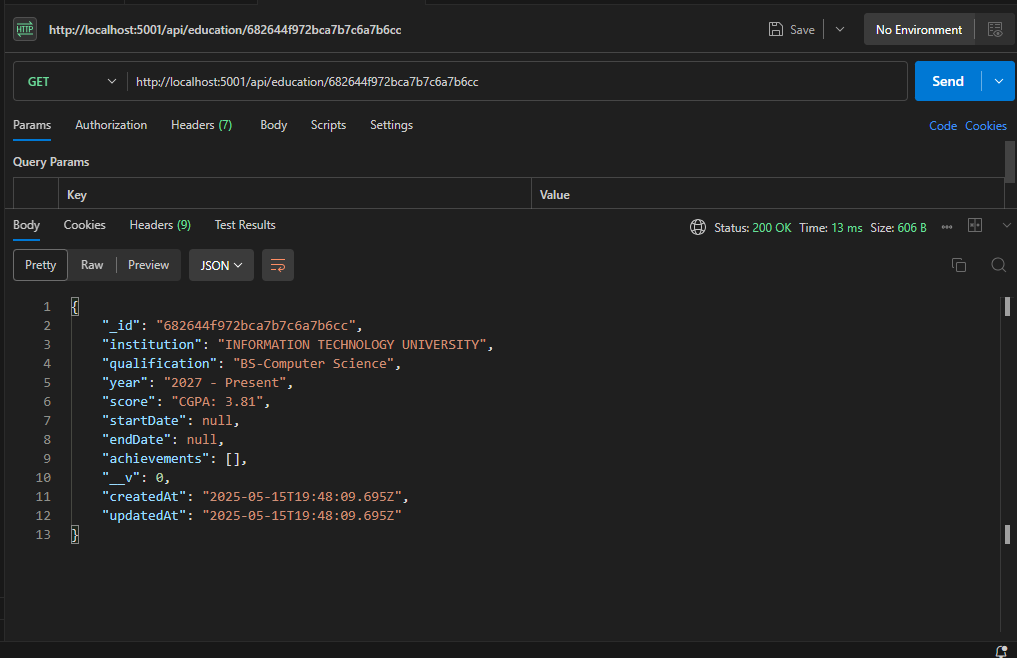 HTTP http://localhost:5001/api/education/682644f972bca7b7c6a7b6cc Save No Environment
GET http://localhost:5001/api/education/682644f972bca7b7c6a7b6cc Send
Params Authorization Headers (7) Body Scripts Settings Code Cookies
Query Params
Key Value
Body Cookies Headers (9) Test Results Status: 200 OK Time: 13 ms Size: 606 B
Pretty Raw Preview JSON
1 {
2 "_id": "682644f972bca7b7c6a7b6cc",
3 "institution": "INFORMATION TECHNOLOGY UNIVERSITY",
4 "qualification": "BS-Computer Science",
5 "year": "2027 - Present",
6 "score": "CGPA: 3.81",
7 "startDate": null,
8 "endDate": null,
9 "achievements": [],
10 "__v": 0,
11 "createdAt": "2025-05-15T19:48:09.695Z",
12 "updatedAt": "2025-05-15T19:48:09.695Z"
13 }